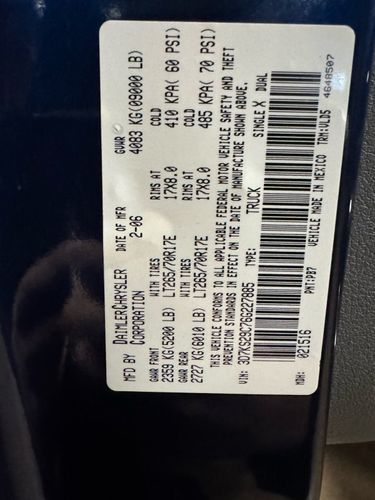 MFD BY DAIMLERCHRYSLER CORPORATION DATE OF MFR 2-06 GVWR 4083 KG(09000 LB)
GAWR FRONT WITH TIRES RIMS AT COLD
2359 KG(5200 LB) LT265/70R17E 17X8.0 410 KPA( 60 PSI)
GAWR REAR WITH TIRES RIMS AT COLD
2727 KG(6010 LB) LT265/70R17E 17X8.0 485 KPA( 70 PSI)
THIS VEHICLE CONFORMS TO ALL APPLICABLE FEDERAL MOTOR VEHICLE SAFETY AND THEFT
PREVENTION STANDARDS IN EFFECT ON THE DATE OF MANUFACTURE SHOWN ABOVE.
VIN: 3D7KS29C76G227885 TYPE: TRUCK SINGLE X DUAL
MDH: 021516 PNT:PB7 VEHICLE MADE IN MEXICO TRM:VLD5 4648507